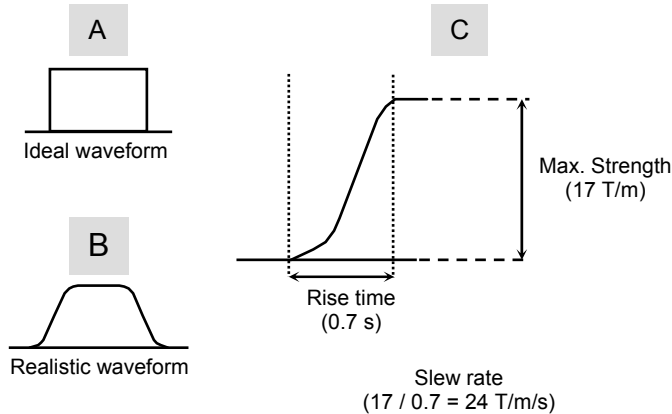 A
Ideal waveform
B
Realistic waveform
C
Max. Strength
(17 T/m)
Rise time
(0.7 s)
Slew rate
(17 / 0.7 = 24 T/m/s)